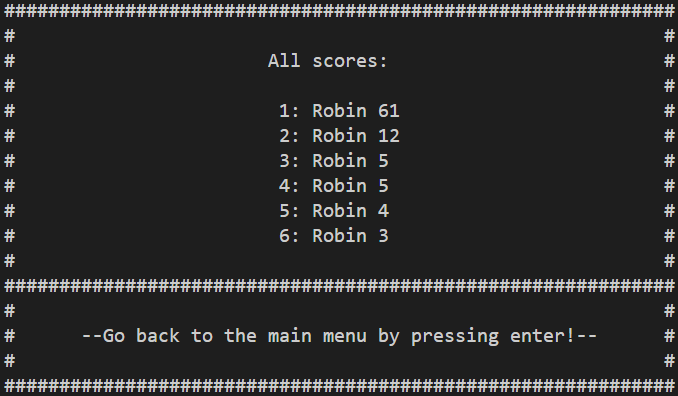 #############################################################
#                                                           #
#                       All scores:                         #
#                                                           #
#                        1: Robin 61                        #
#                        2: Robin 12                        #
#                        3: Robin 5                         #
#                        4: Robin 5                         #
#                        5: Robin 4                         #
#                        6: Robin 3                         #
#                                                           #
#############################################################
#                                                           #
#      --Go back to the main menu by pressing enter!--      #
#                                                           #
#############################################################